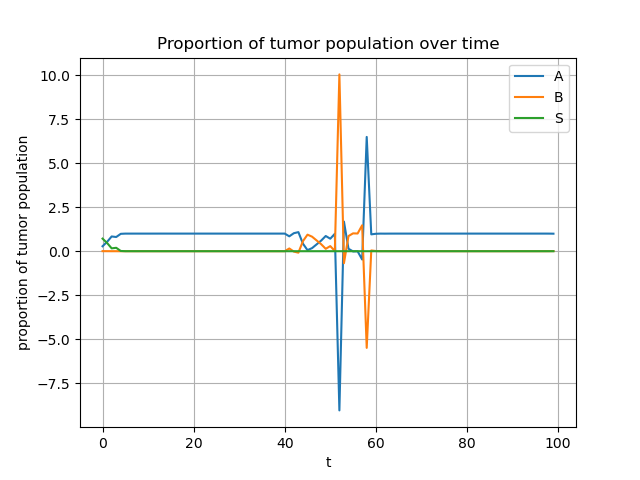 Proportion of tumor population over time
A
B
S
10.0
7.5
5.0
2.5
0.0
−2.5
−5.0
−7.5
proportion of tumor population
0 20 40 60 80 100
t